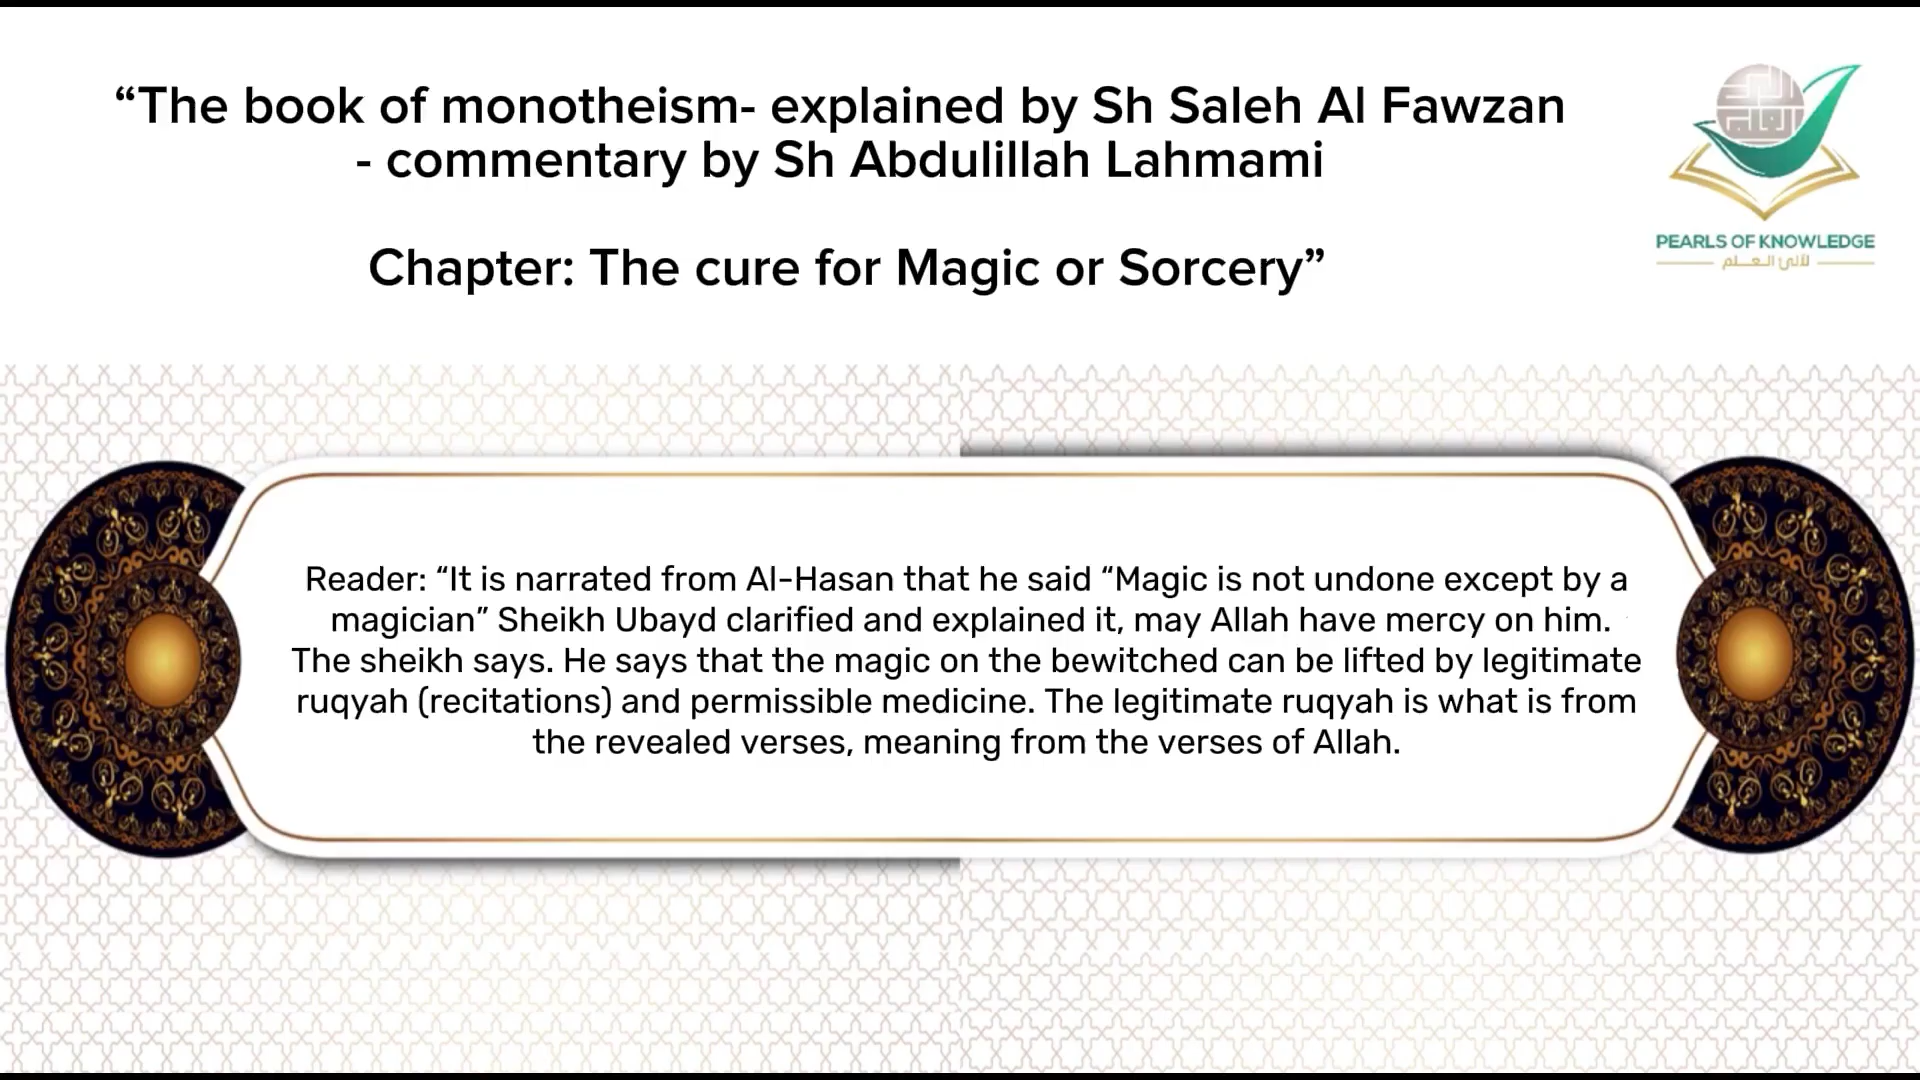 “The book of monotheism- explained by Sh Saleh Al Fawzan
- commentary by Sh Abdulillah Lahmami
Chapter: The cure for Magic or Sorcery”
PEARLS OF KNOWLEDGE
لآلئ العلم
Reader: “It is narrated from Al-Hasan that he said “Magic is not undone except by a
magician” Sheikh Ubayd clarified and explained it, may Allah have mercy on him.
The sheikh says. He says that the magic on the bewitched can be lifted by legitimate
ruqyah (recitations) and permissible medicine. The legitimate ruqyah is what is from
the revealed verses, meaning from the verses of Allah.